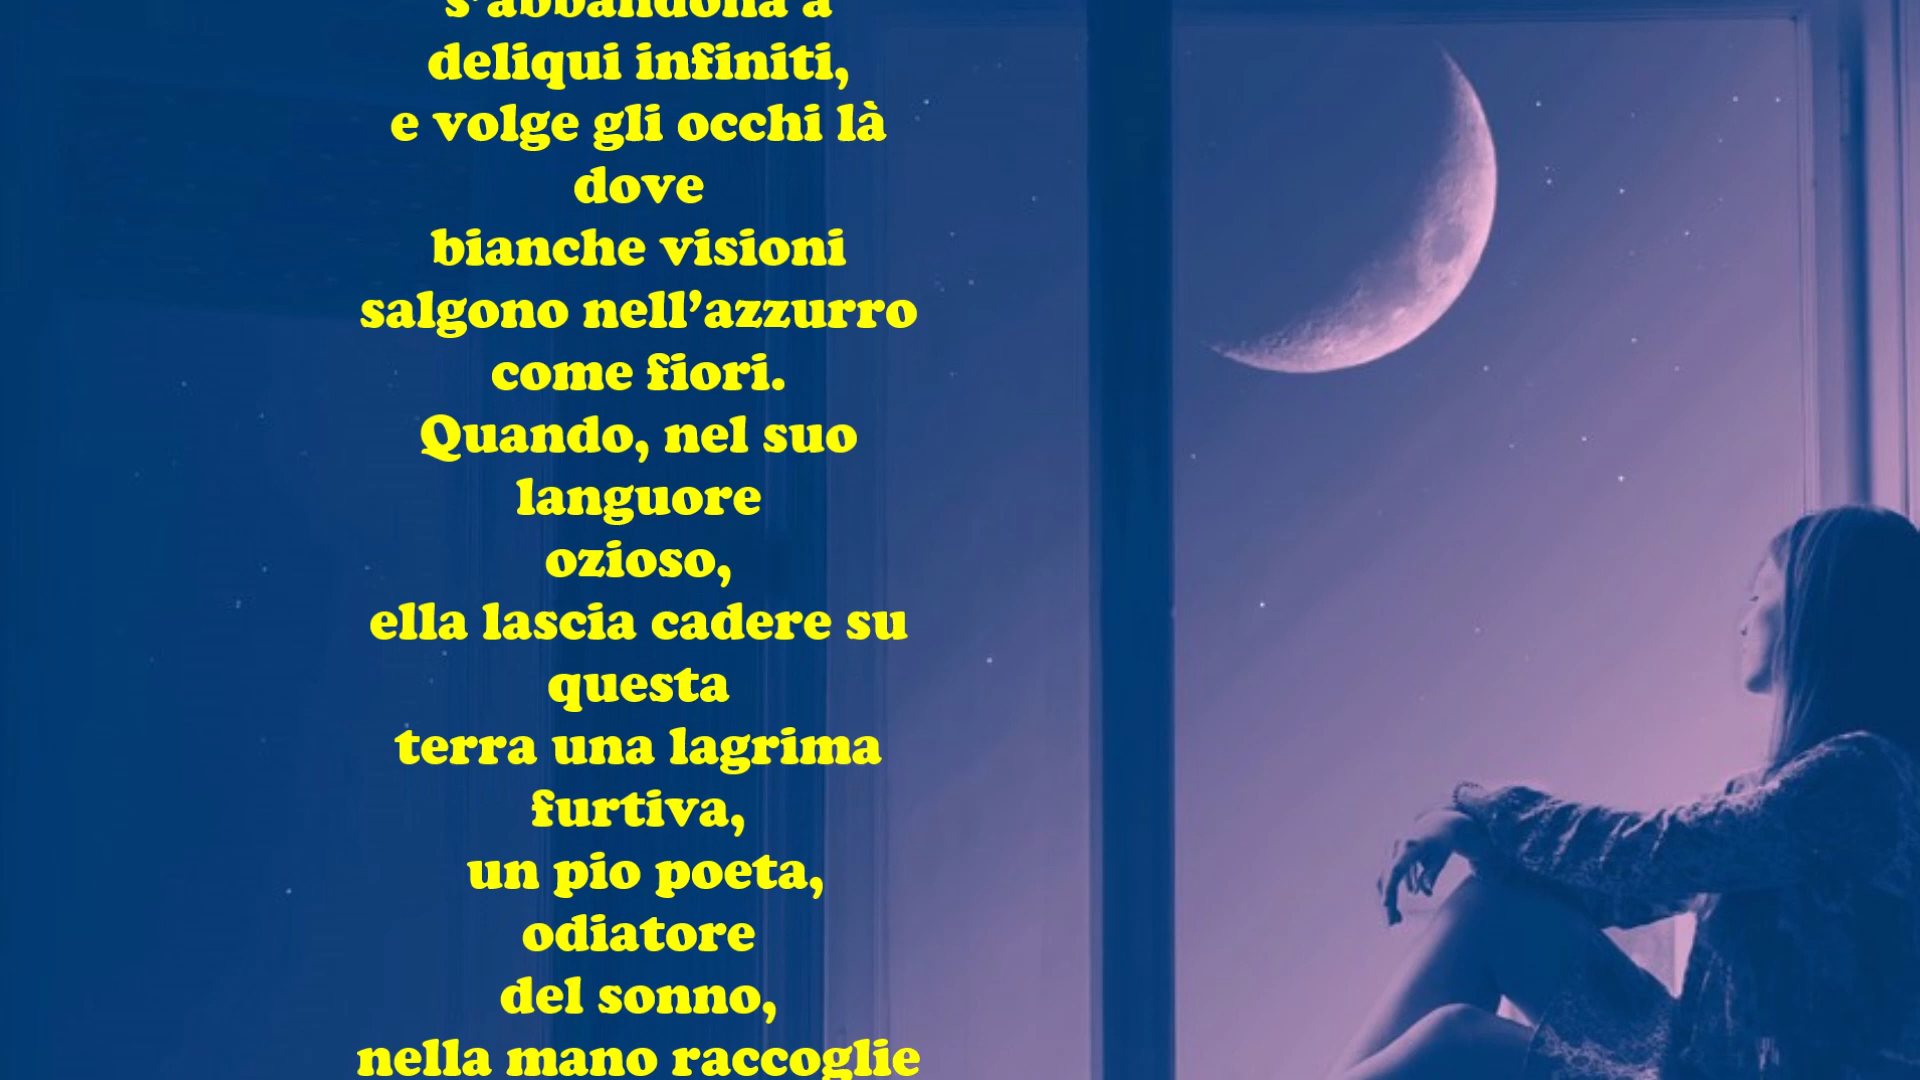 s'abbandona a
deliqui infiniti,
e volge gli occhi là
dove
bianche visioni
salgono nell’azzurro
come fiori.
Quando, nel suo
languore
ozioso,
ella lascia cadere su
questa
terra una lagrima
furtiva,
un pio poeta,
odiatore
del sonno,
nella mano raccoglie